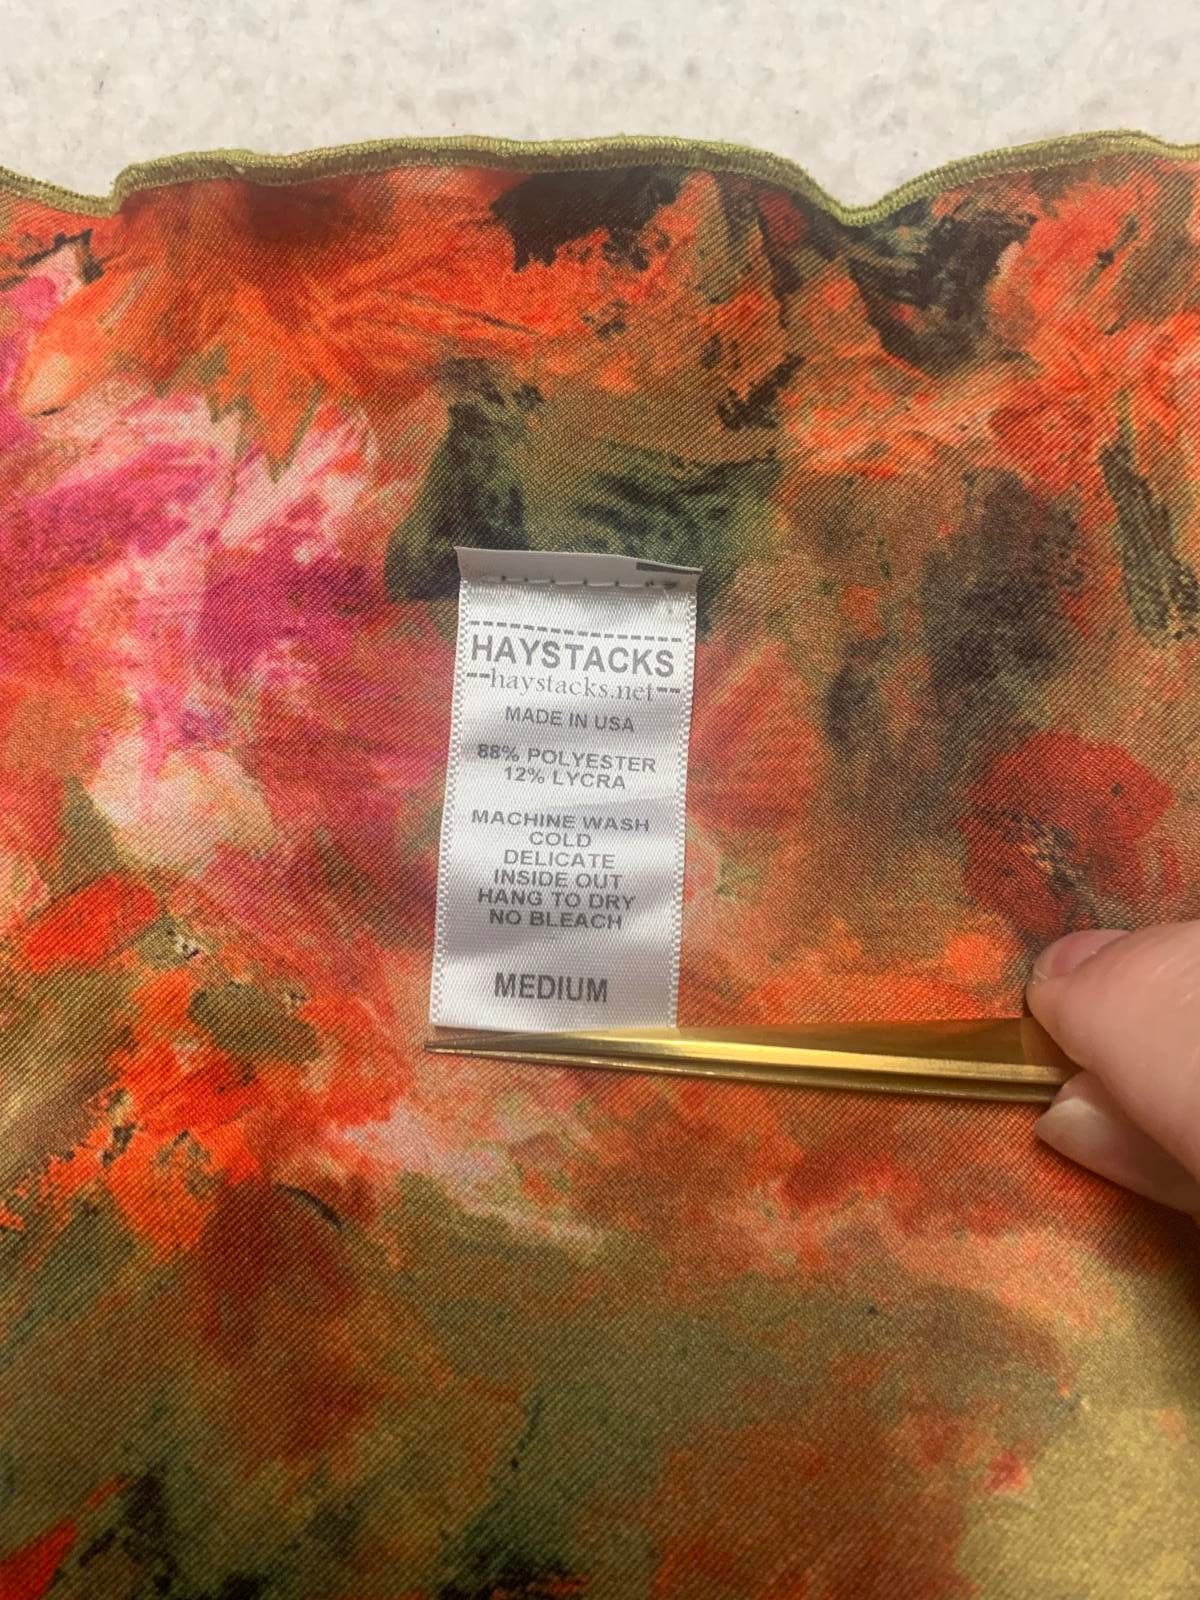 HAYSTACKS
haystacks.net
MADE IN USA
88% POLYESTER
12% LYCRA
MACHINE WASH
COLD
DELICATE
INSIDE OUT
HANG TO DRY
NO BLEACH
MEDIUM